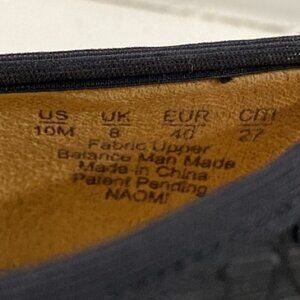 US UK EUR cm
10M 8 40 27
Fabric Upper
Balance Man Made
Made in China
Patent Pending
NAOMI